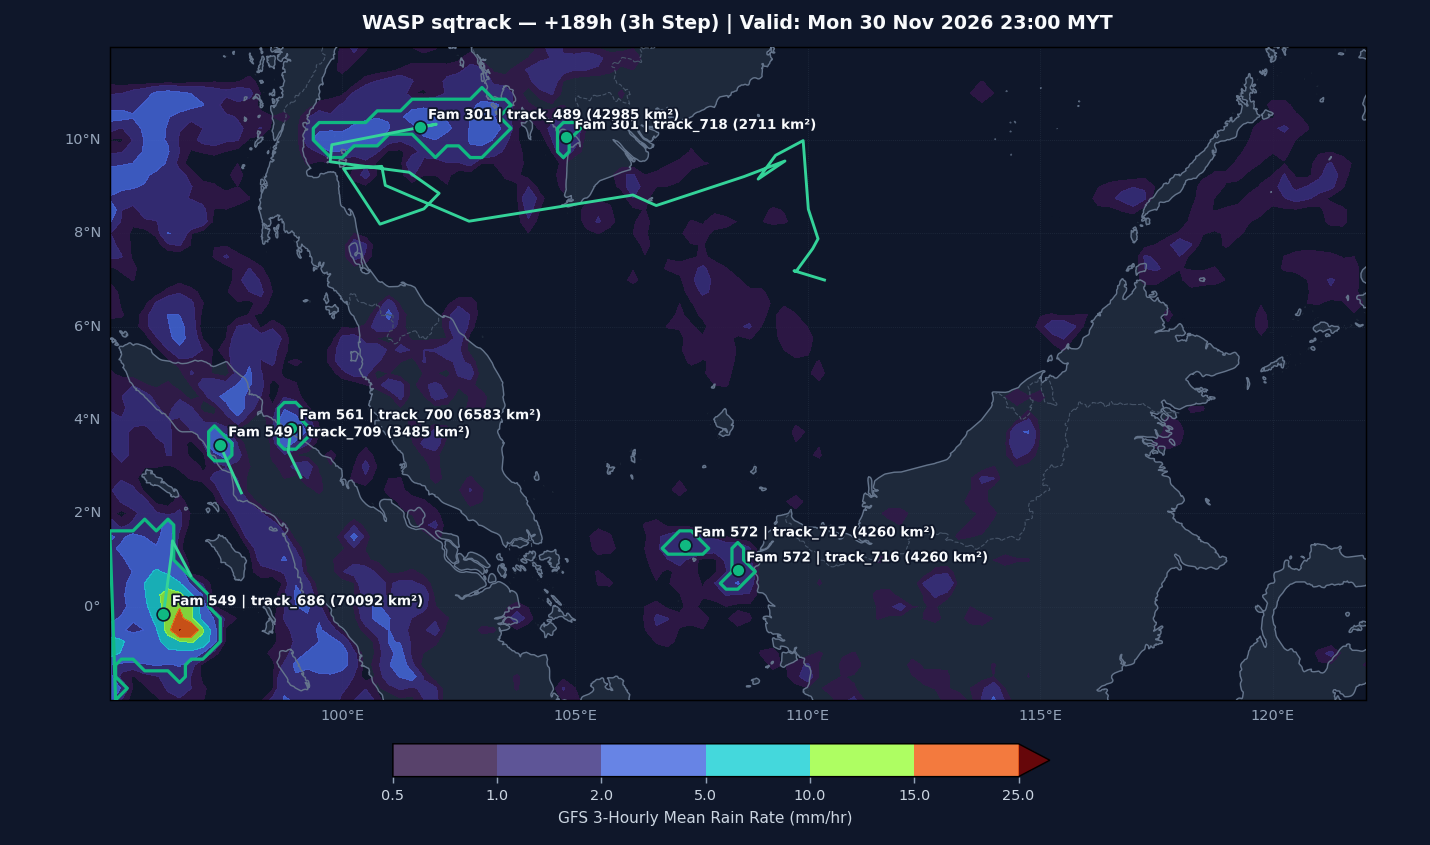 WASP sqtrack — +189h (3h Step) | Valid: Mon 30 Nov 2026 23:00 MYT
Fam 301 | track_489 (42985 km²)
Fam 301 | track_718 (2711 km²)
Fam 561 | track_700 (6583 km²)
Fam 549 | track_709 (3485 km²)
Fam 572 | track_717 (4260 km²)
Fam 572 | track_716 (4260 km²)
Fam 549 | track_686 (70092 km²)
10°N
8°N
6°N
4°N
2°N
0°
100°E 105°E 110°E 115°E 120°E
0.5 1.0 2.0 5.0 10.0 15.0 25.0
GFS 3-Hourly Mean Rain Rate (mm/hr)